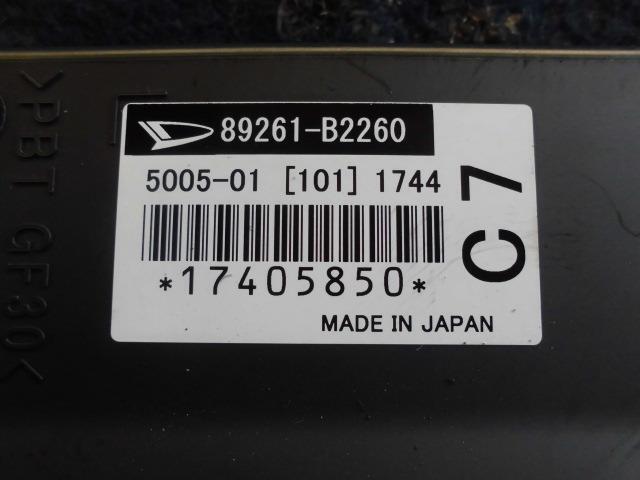 89261-B2260
5005-01 [101] 1744
C7
*17405850*
MADE IN JAPAN
>PBT GF30<